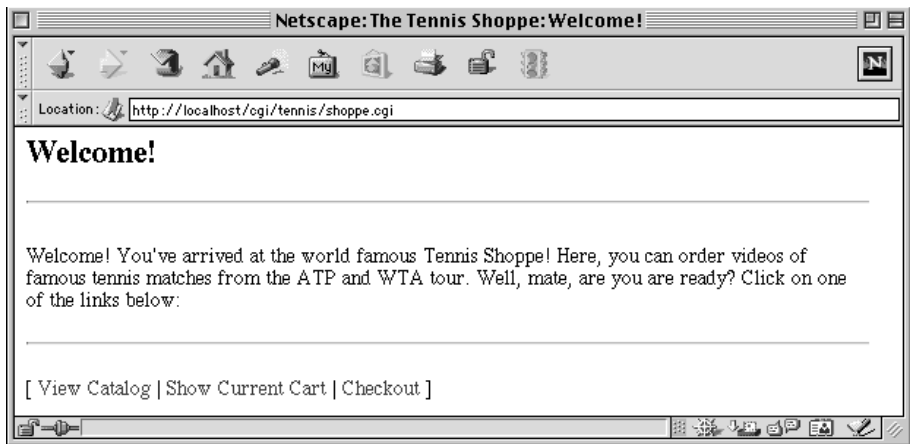 Netscape: The Tennis Shoppe: Welcome!
My
N
Location: http://localhost/cgi/tennis/shoppe.cgi
Welcome!
Welcome! You've arrived at the world famous Tennis Shoppe! Here, you can order videos of
famous tennis matches from the ATP and WTA tour. Well, mate, are you are ready? Click on one
of the links below:
[ View Catalog | Show Current Cart | Checkout ]